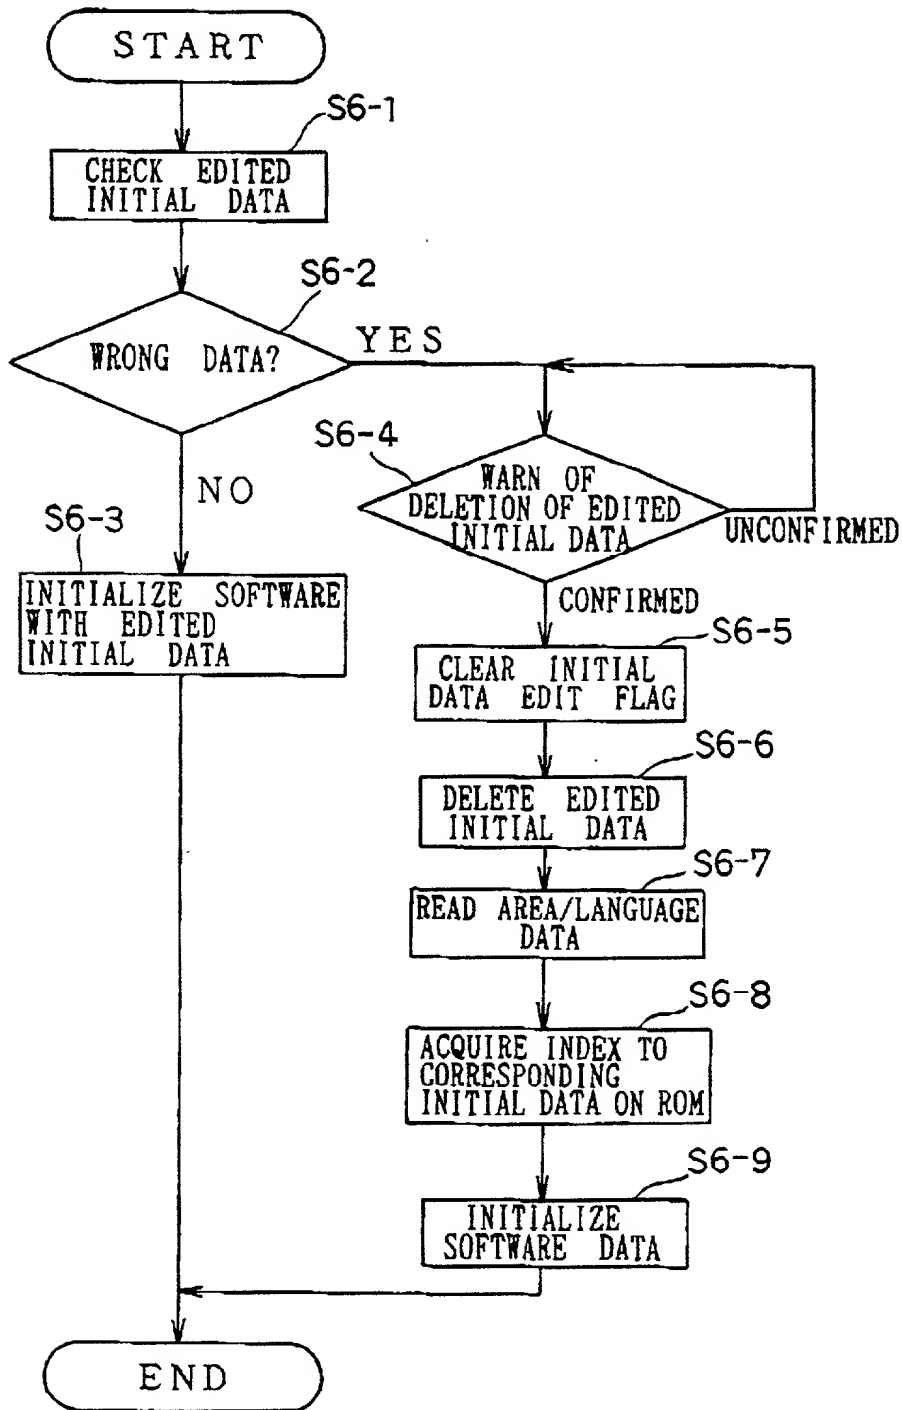 START
S6-1
CHECK EDITED
INITIAL DATA
S6-2
WRONG DATA?
YES
NO
S6-3
INITIALIZE SOFTWARE
WITH EDITED
INITIAL DATA
S6-4
WARN OF
DELETION OF EDITED
INITIAL DATA
UNCONFIRMED
CONFIRMED
S6-5
CLEAR INITIAL
DATA EDIT FLAG
S6-6
DELETE EDITED
INITIAL DATA
S6-7
READ AREA/LANGUAGE
DATA
S6-8
ACQUIRE INDEX TO
CORRESPONDING
INITIAL DATA ON ROM
S6-9
INITIALIZE
SOFTWARE DATA
END